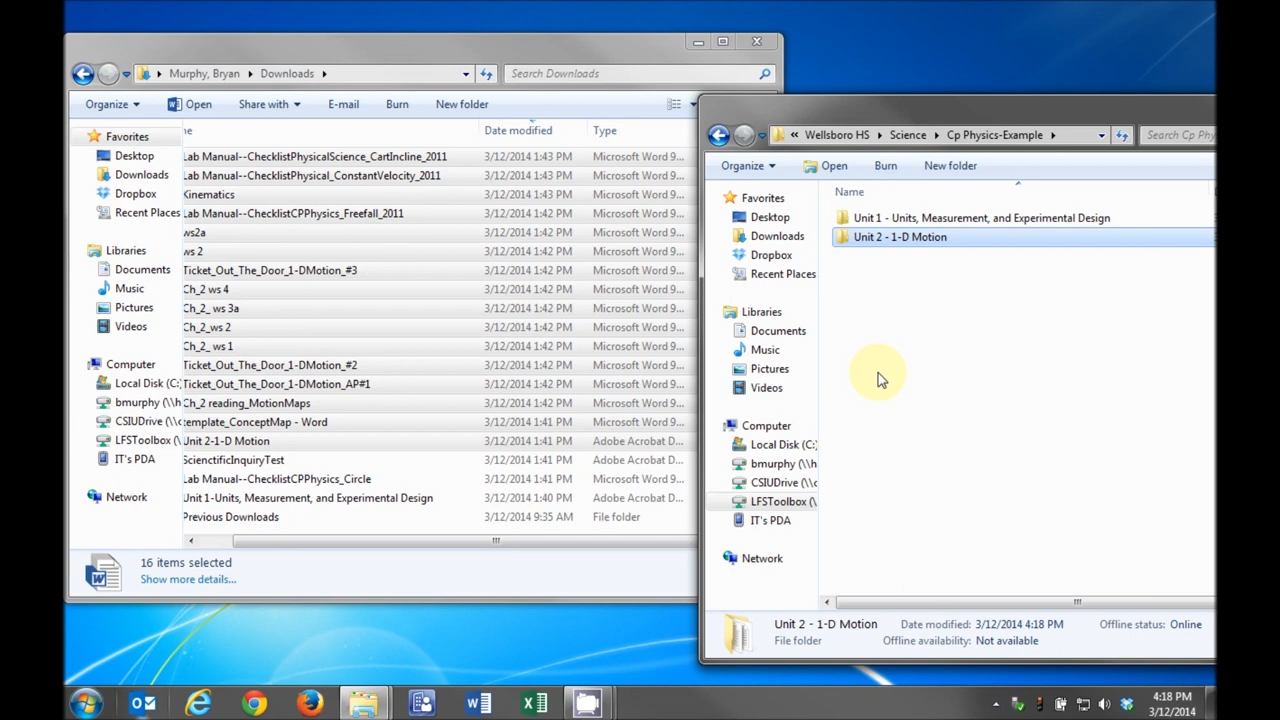 Murphy, Bryan
Downloads
Search Downloads
Organize
Open
Share with
E-mail
Burn
New folder
Date modified
Type
Favorites
Desktop
Downloads
Dropbox
Recent Places
Libraries
Documents
Music
Pictures
Videos
Computer
Local Disk (C:
bmurphy (\\h
CSIUDrive (\\c
LFSToolbox (\
IT's PDA
Network
Lab Manual--ChecklistPhysicalScience_CartIncline_2011 3/12/2014 1:43 PM Microsoft Word 9...
Lab Manual--ChecklistPhysical_ConstantVelocity_2011 3/12/2014 1:43 PM Microsoft Word 9...
Kinematics 3/12/2014 1:43 PM Microsoft Word 9...
Lab Manual--ChecklistCPPhysics_Freefall_2011 3/12/2014 1:43 PM Microsoft Word 9...
ws2a 3/12/2014 1:42 PM Microsoft Word 9...
ws 2 3/12/2014 1:43 PM Microsoft Word 9...
Ticket_Out_The_Door_1-DMotion_#3 3/12/2014 1:42 PM Microsoft Word 9...
Ch_2 ws 4 3/12/2014 1:42 PM Microsoft Word 9...
Ch_2_ ws 3a 3/12/2014 1:42 PM Microsoft Word 9...
Ch_2_ws 2 3/12/2014 1:42 PM Microsoft Word 9...
Ch_2_ ws 1 3/12/2014 1:42 PM Microsoft Word 9...
Ticket_Out_The_Door_1-DMotion_#2 3/12/2014 1:42 PM Microsoft Word 9...
Ticket_Out_The_Door_1-DMotion_AP#1 3/12/2014 1:42 PM Microsoft Word 9...
Ch_2 reading_MotionMaps 3/12/2014 1:42 PM Microsoft Word 9...
template_ConceptMap - Word 3/12/2014 1:42 PM Microsoft Word 9...
Unit 2-1-D Motion 3/12/2014 1:41 PM Adobe Acrobat D...
ScienctificInquiryTest 3/12/2014 1:41 PM Adobe Acrobat D...
Lab Manual--ChecklistCPPhysics_Circle 3/12/2014 1:41 PM Microsoft Word 9...
Unit 1-Units, Measurement, and Experimental Design 3/12/2014 1:40 PM Adobe Acrobat D...
Previous Downloads 3/12/2014 9:35 AM File folder
16 items selected
Show more details...
« Wellsboro HS
Science
Cp Physics-Example
Search Cp Ph
Organize
Open
Burn
New folder
Name
Favorites
Desktop
Downloads
Dropbox
Recent Places
Libraries
Documents
Music
Pictures
Videos
Computer
Local Disk (C:
bmurphy (\\h
CSIUDrive (\\c
LFSToolbox (\
IT's PDA
Network
Unit 1 - Units, Measurement, and Experimental Design
Unit 2 - 1-D Motion
Unit 2 - 1-D Motion Date modified: 3/12/2014 4:18 PM Offline status: Online
File folder Offline availability: Not available
4:18 PM
3/12/2014